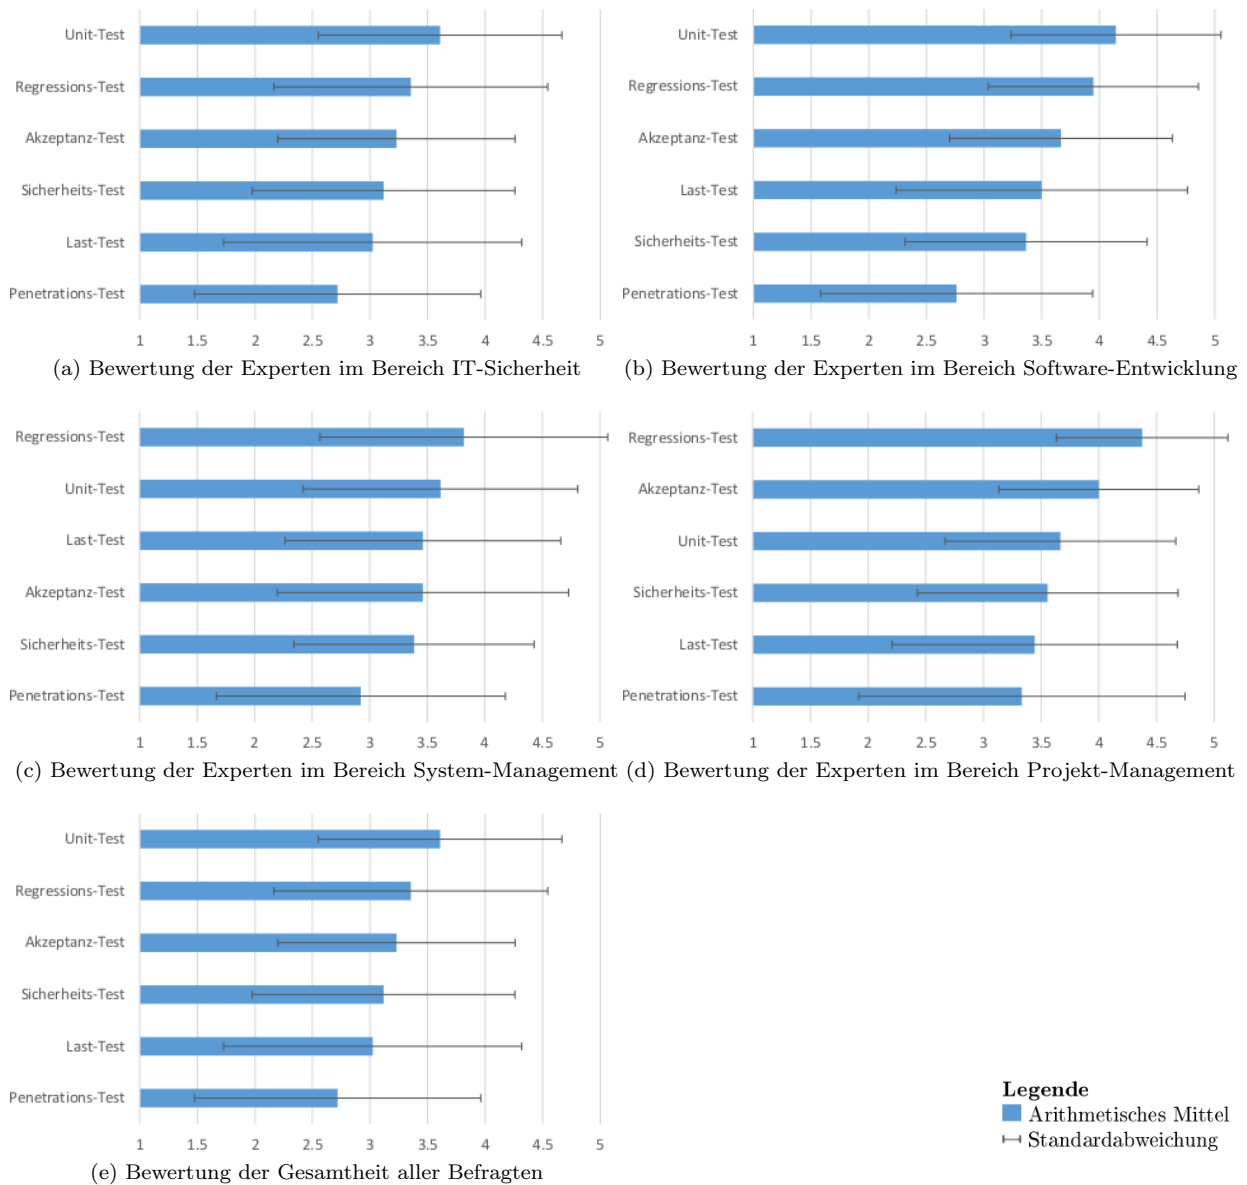 Unit-Test
Regressions-Test
Akzeptanz-Test
Sicherheits-Test
Last-Test
Penetrations-Test
1 1.5 2 2.5 3 3.5 4 4.5 5
(a) Bewertung der Experten im Bereich IT-Sicherheit
Unit-Test
Regressions-Test
Akzeptanz-Test
Last-Test
Sicherheits-Test
Penetrations-Test
1 1.5 2 2.5 3 3.5 4 4.5 5
(b) Bewertung der Experten im Bereich Software-Entwicklung
Regressions-Test
Unit-Test
Last-Test
Akzeptanz-Test
Sicherheits-Test
Penetrations-Test
1 1.5 2 2.5 3 3.5 4 4.5 5
(c) Bewertung der Experten im Bereich System-Management
Regressions-Test
Akzeptanz-Test
Unit-Test
Sicherheits-Test
Last-Test
Penetrations-Test
1 1.5 2 2.5 3 3.5 4 4.5 5
(d) Bewertung der Experten im Bereich Projekt-Management
Unit-Test
Regressions-Test
Akzeptanz-Test
Sicherheits-Test
Last-Test
Penetrations-Test
1 1.5 2 2.5 3 3.5 4 4.5 5
(e) Bewertung der Gesamtheit aller Befragten
Legende
Arithmetisches Mittel
Standardabweichung